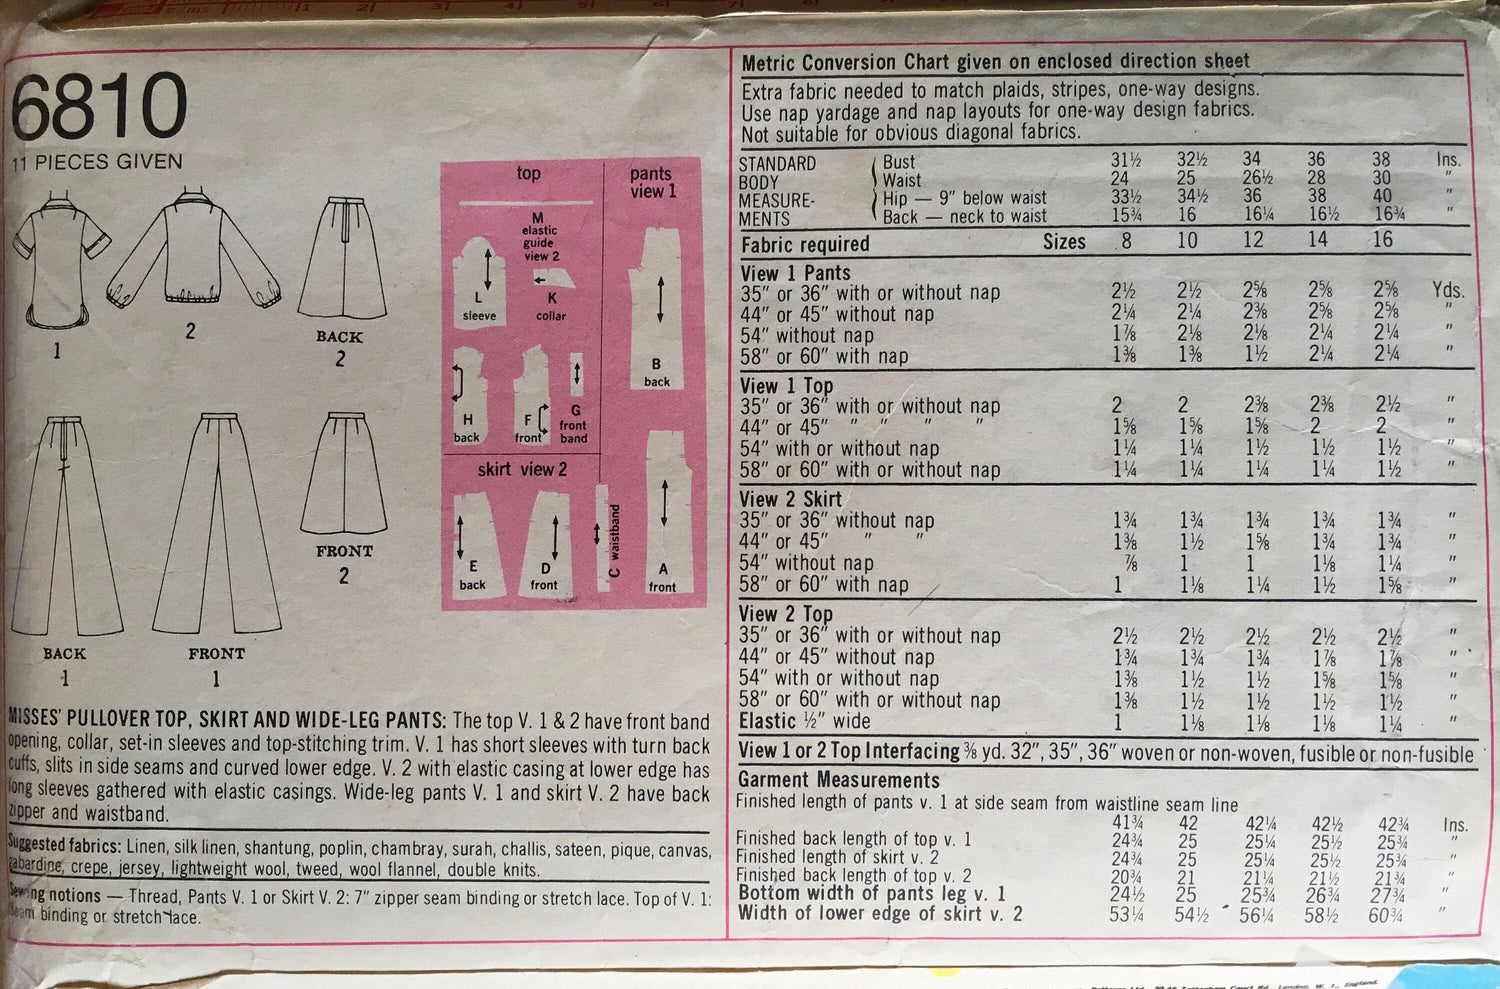 6810
11 PIECES GIVEN
1
2
BACK
2
BACK
1
FRONT
1
FRONT
2
top
pants
view 1
M
elastic
guide
view 2
L
sleeve
K
collar
B
back
H
back
F
front
G
front
band
skirt view 2
E
back
D
front
C waistband
A
front
MISSES' PULLOVER TOP, SKIRT AND WIDE-LEG PANTS: The top V. 1 & 2 have front band
opening, collar, set-in sleeves and top-stitching trim. V. 1 has short sleeves with turn back
cuffs, slits in side seams and curved lower edge. V. 2 with elastic casing at lower edge has
long sleeves gathered with elastic casings. Wide-leg pants V. 1 and skirt V. 2 have back
zipper and waistband.
Suggested fabrics: Linen, silk linen, shantung, poplin, chambray, surah, challis, sateen, pique, canvas,
gabardine, crepe, jersey, lightweight wool, tweed, wool flannel, double knits.
Sewing notions — Thread, Pants V. 1 or Skirt V. 2: 7" zipper seam binding or stretch lace. Top of V. 1:
Seam binding or stretch lace.
Metric Conversion Chart given on enclosed direction sheet
Extra fabric needed to match plaids, stripes, one-way designs.
Use nap yardage and nap layouts for one-way design fabrics.
Not suitable for obvious diagonal fabrics.
STANDARD BODY MEASURE- MENTS
Bust 31½ 32½ 34 36 38 Ins.
Waist 24 25 26½ 28 30 "
Hip — 9" below waist 33½ 34½ 36 38 40 "
Back — neck to waist 15¾ 16 16¼ 16½ 16¾ "
Fabric required Sizes 8 10 12 14 16
View 1 Pants
35" or 36" with or without nap 2½ 2½ 2⅝ 2⅝ 2⅝ Yds.
44" or 45" without nap 2¼ 2¼ 2⅜ 2⅝ 2⅝ "
54" without nap 1⅞ 2⅛ 2⅛ 2¼ 2¼ "
58" or 60" with nap 1⅜ 1⅜ 1½ 2¼ 2¼ "
View 1 Top
35" or 36" with or without nap 2 2 2⅜ 2⅜ 2½ "
44" or 45" " " " " 1⅝ 1⅝ 1⅝ 2 2 "
54" with or without nap 1¼ 1¼ 1½ 1½ 1½ "
58" or 60" with or without nap 1¼ 1¼ 1¼ 1¼ 1½ "
View 2 Skirt
35" or 36" without nap 1¾ 1¾ 1¾ 1¾ 1¾ "
44" or 45" " " 1⅜ 1½ 1⅝ 1¾ 1¾ "
54" without nap ⅞ 1 1 1⅛ 1¼ "
58" or 60" with nap 1 1⅛ 1¼ 1½ 1⅝ "
View 2 Top
35" or 36" with or without nap 2½ 2½ 2½ 2½ 2½ "
44" or 45" without nap 1¾ 1¾ 1¾ 1⅞ 1⅞ "
54" with or without nap 1⅜ 1½ 1½ 1⅝ 1⅝ "
58" or 60" with or without nap 1⅜ 1½ 1½ 1½ 1½ "
Elastic ½" wide 1 1⅛ 1⅛ 1⅛ 1¼ "
View 1 or 2 Top Interfacing ⅜ yd. 32", 35", 36" woven or non-woven, fusible or non-fusible
Garment Measurements
Finished length of pants v. 1 at side seam from waistline seam line
41¾ 42 42¼ 42½ 42¾ Ins.
Finished back length of top v. 1 24¾ 25 25¼ 25½ 25¾ "
Finished length of skirt v. 2 24¾ 25 25¼ 25½ 25¾ "
Finished back length of top v. 2 20¾ 21 21¼ 21½ 21¾ "
Bottom width of pants leg v. 1 24½ 25 25¾ 26¾ 27¾ "
Width of lower edge of skirt v. 2 53¼ 54½ 56¼ 58½ 60¾ "
Tottenham Court Rd. London, W. 1., England.